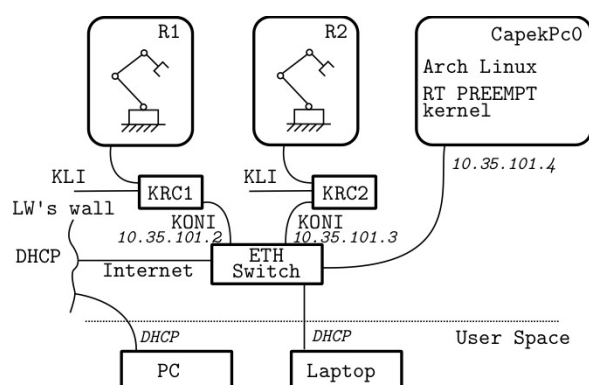 R1
R2
CapekPc0
Arch Linux
RT PREEMPT
kernel
10.35.101.4
KLI
KRC1
KLI
KRC2
LW's wall
KONI
10.35.101.2
KONI
10.35.101.3
DHCP
Internet
ETH
Switch
DHCP
DHCP
User Space
PC
Laptop